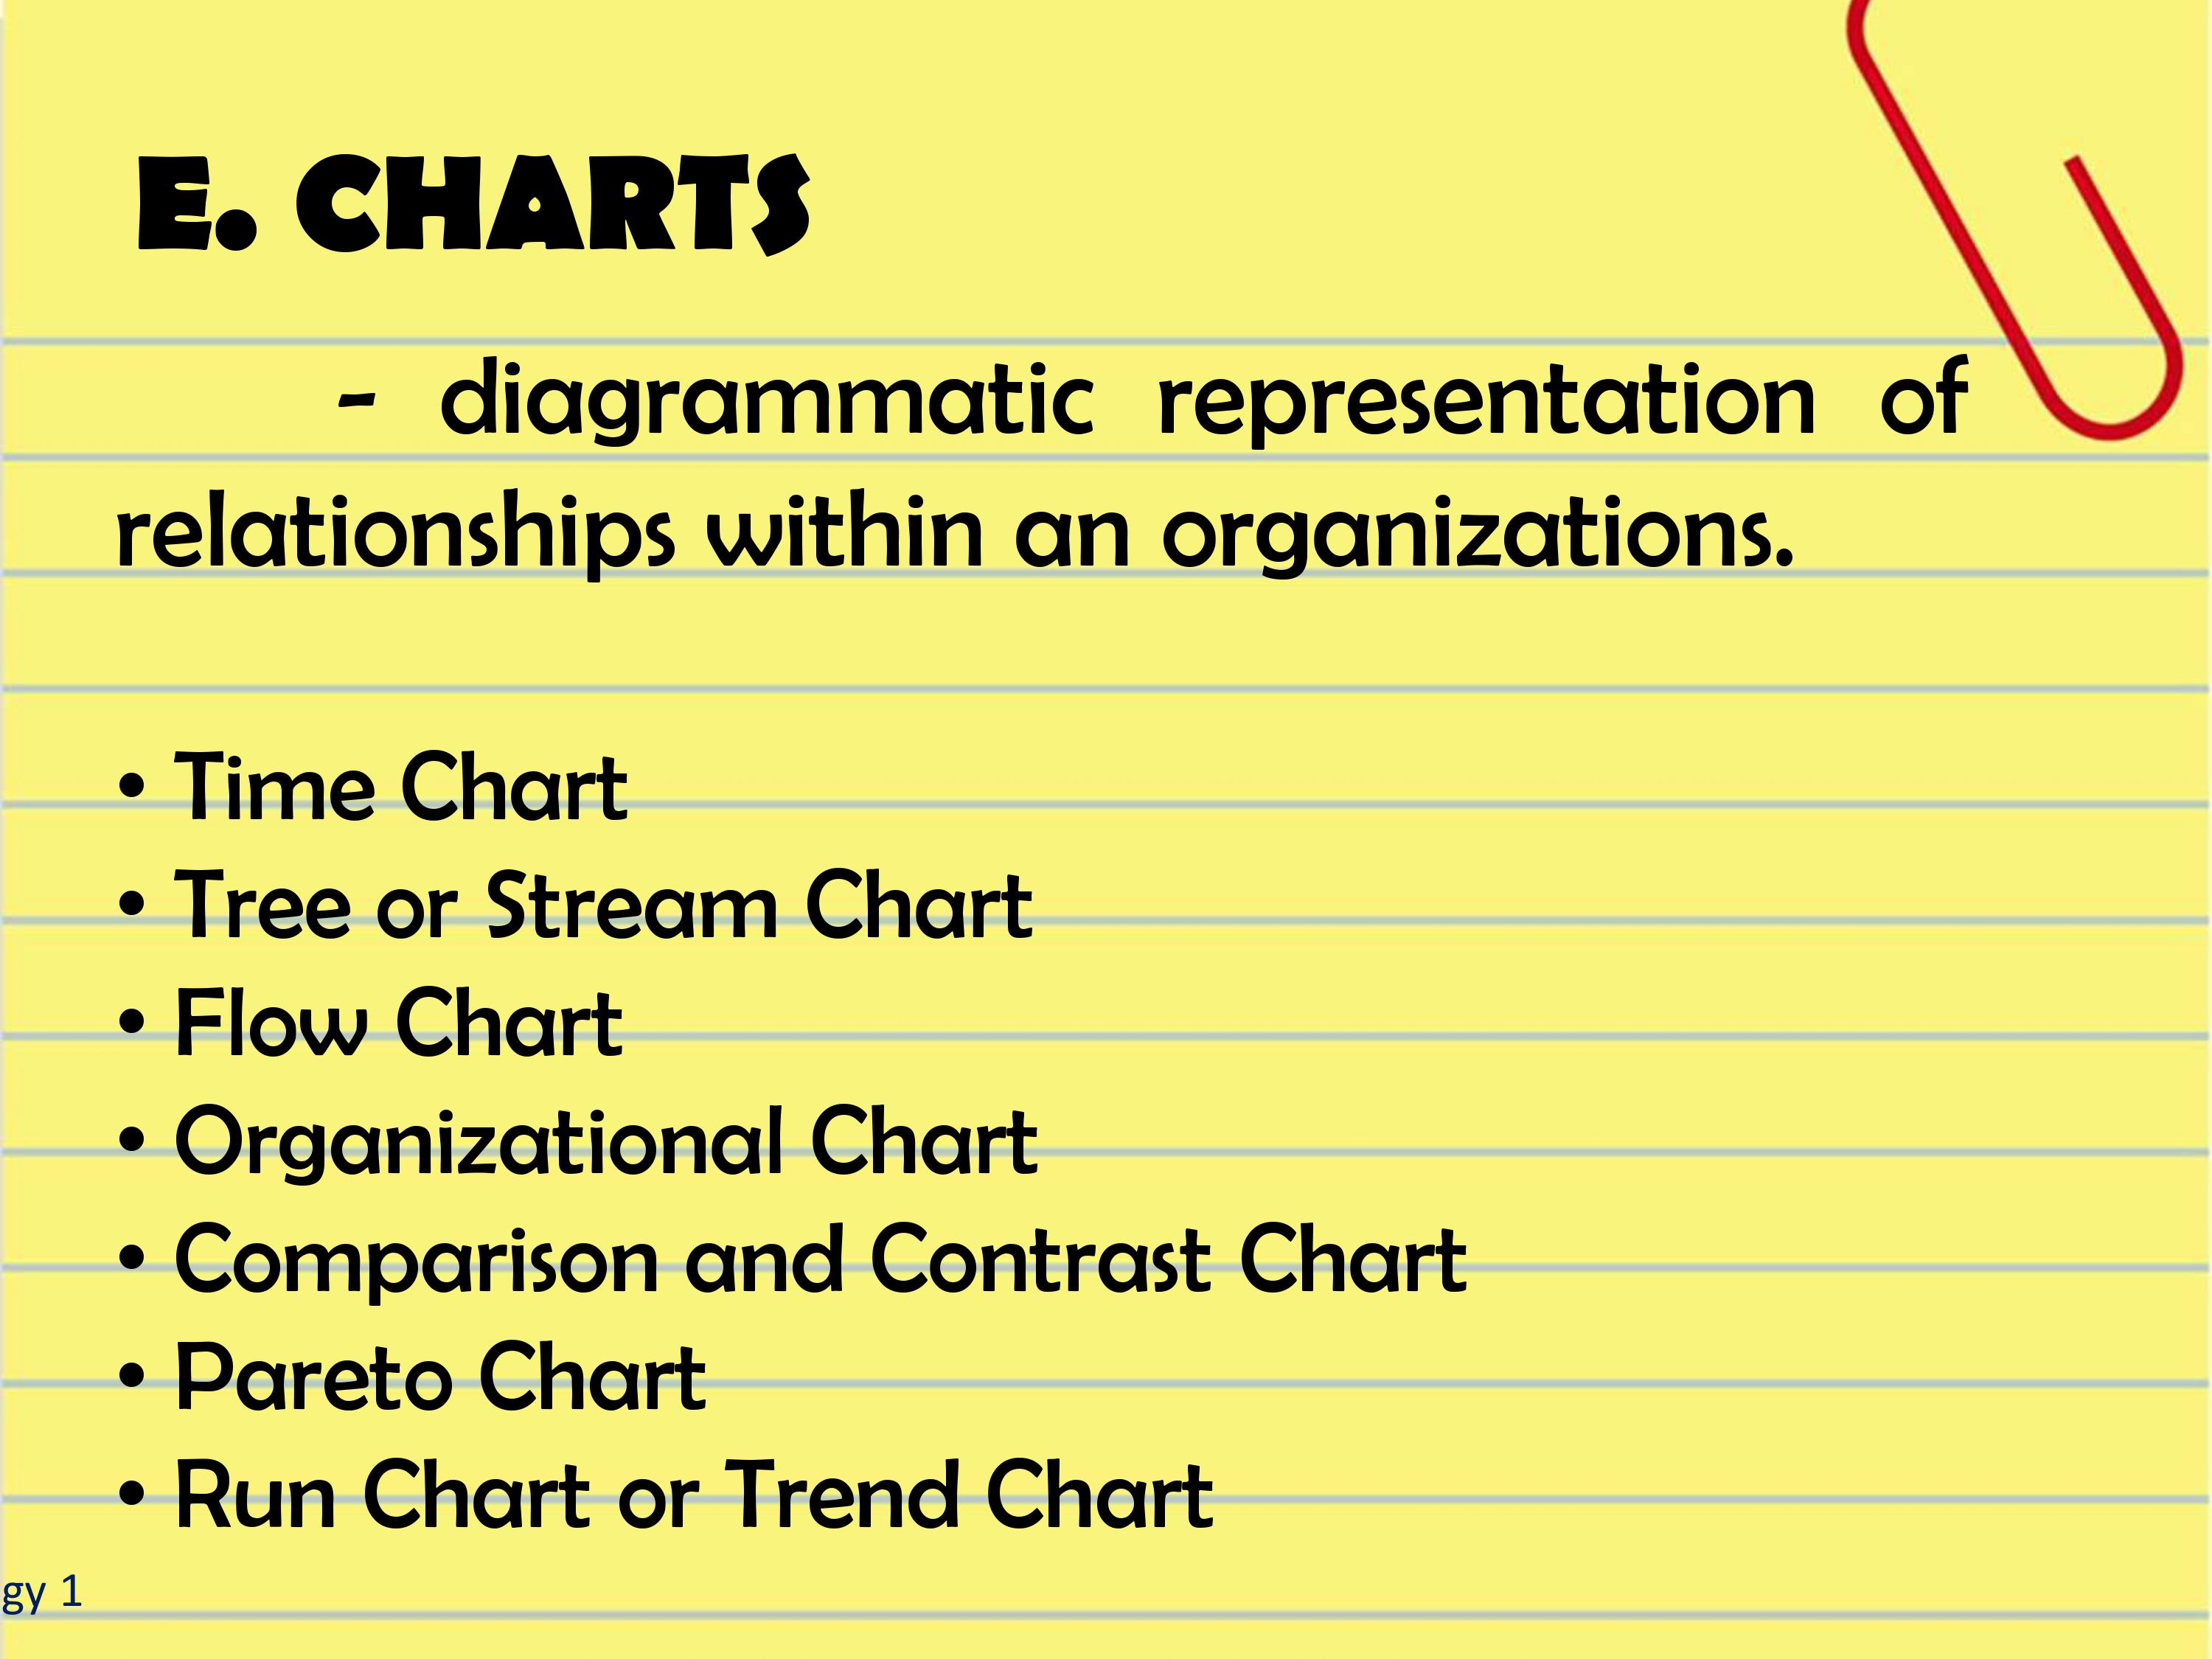 E. CHARTS
- diagrammatic representation of
relationships within an organizations.
• Time Chart
• Tree or Stream Chart
• Flow Chart
• Organizational Chart
• Comparison and Contrast Chart
• Pareto Chart
• Run Chart or Trend Chart
gy 1